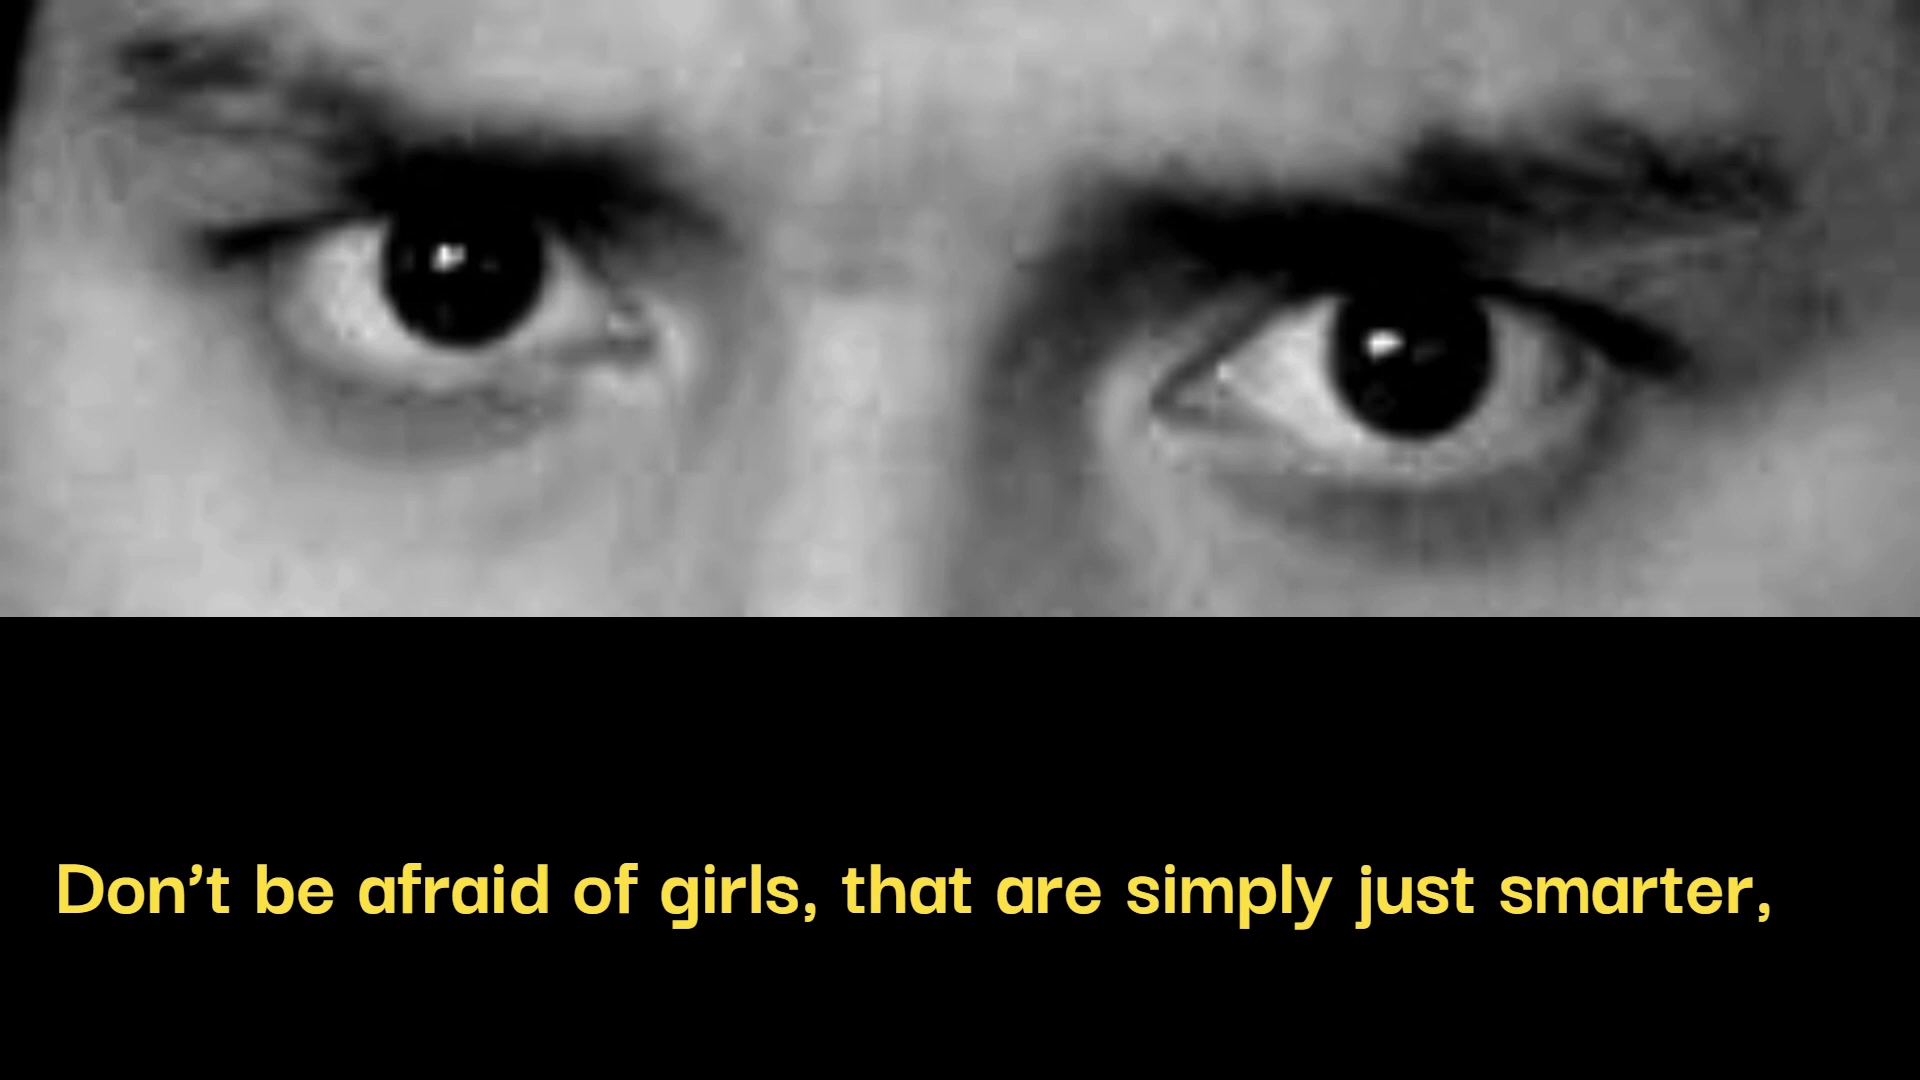 Don’t be afraid of girls, that are simply just smarter,